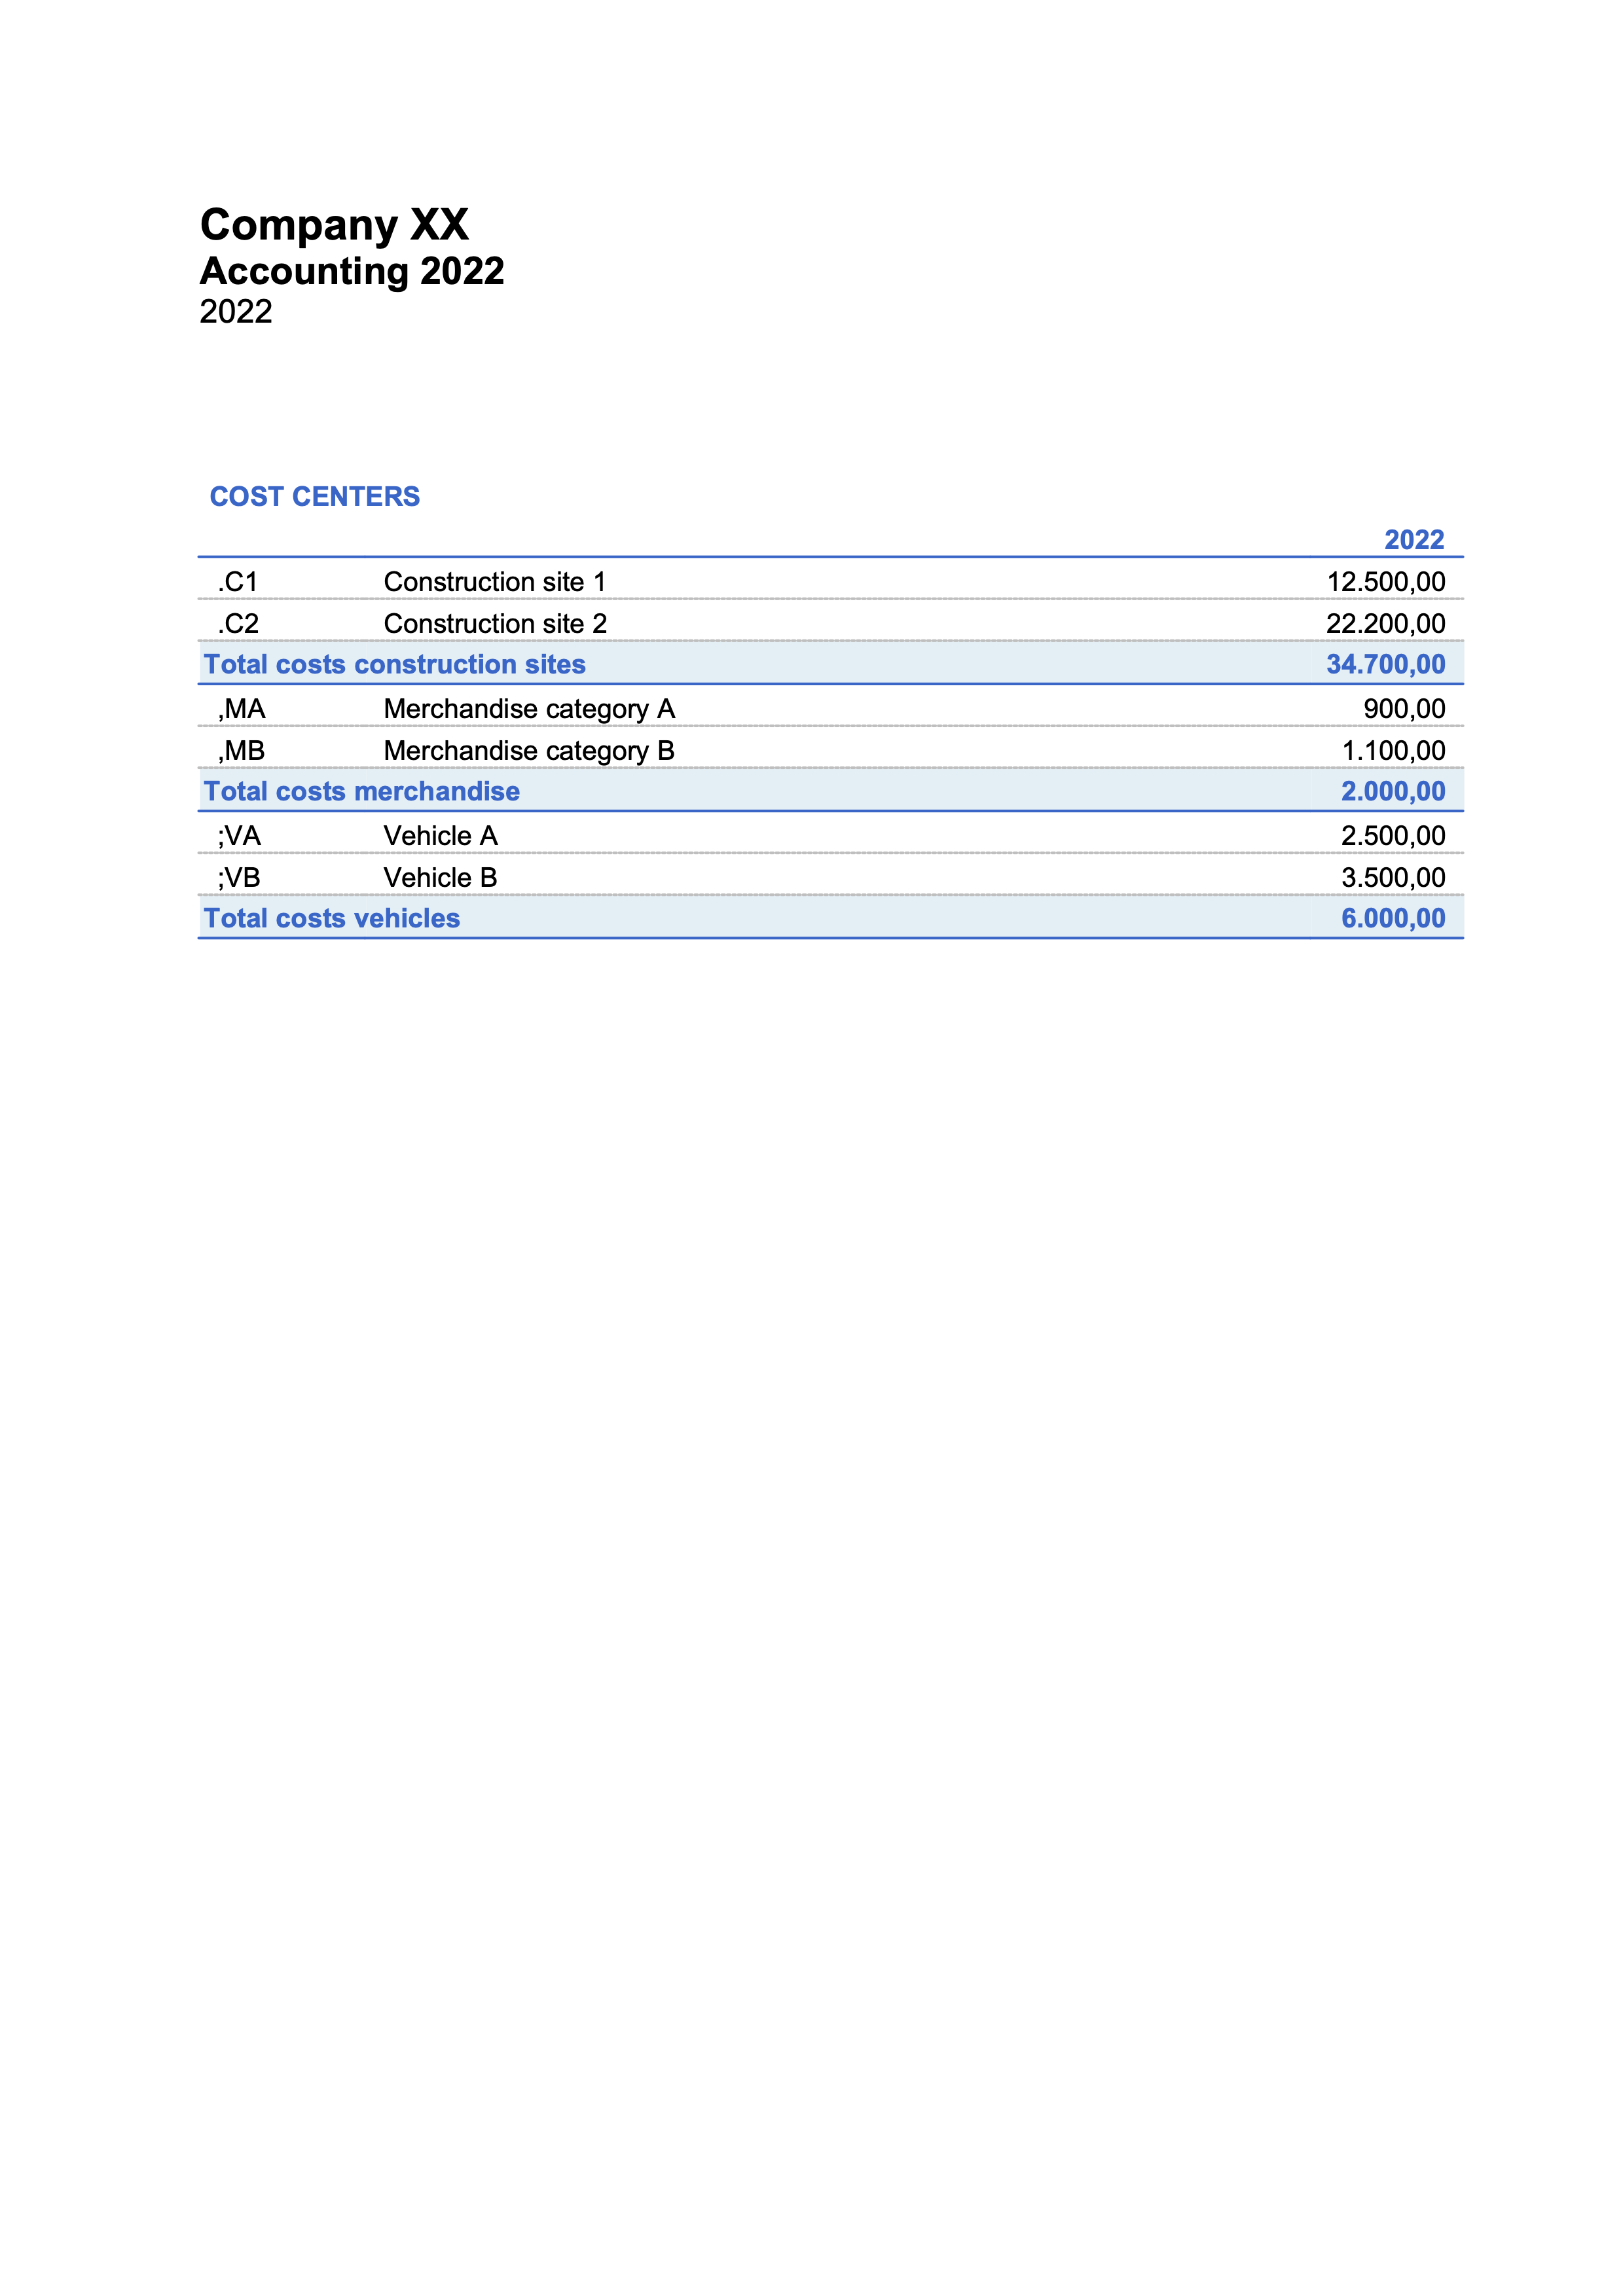 Company XX
Accounting 2022
2022
COST CENTERS
2022
.C1 Construction site 1 12.500,00
.C2 Construction site 2 22.200,00
Total costs construction sites 34.700,00
,MA Merchandise category A 900,00
,MB Merchandise category B 1.100,00
Total costs merchandise 2.000,00
;VA Vehicle A 2.500,00
;VB Vehicle B 3.500,00
Total costs vehicles 6.000,00